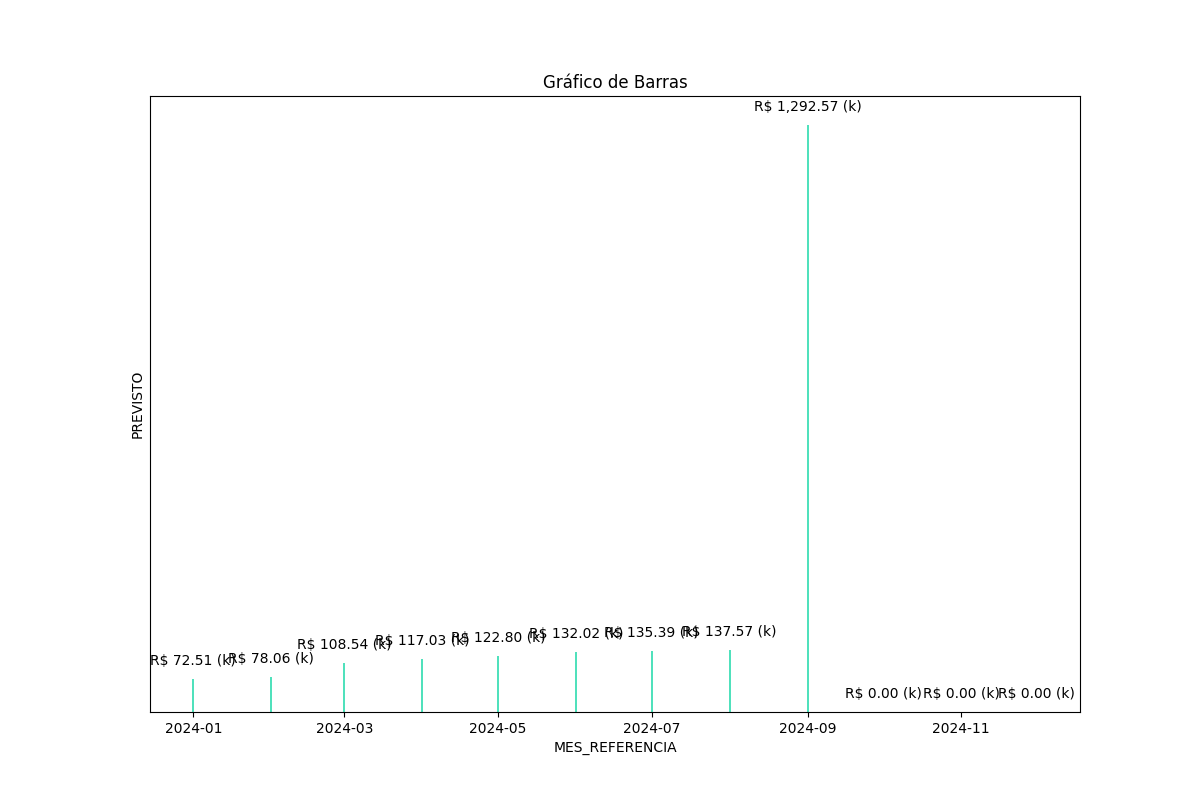 Gráfico de Barras
R$ 1,292.57 (k)
PREVISTO
R$ 72.51 (k)
R$ 78.06 (k)
R$ 108.54 (k)
R$ 117.03 (k)
R$ 122.80 (k)
R$ 132.02 (k)
R$ 135.39 (k)
R$ 137.57 (k)
R$ 0.00 (k)
R$ 0.00 (k)
R$ 0.00 (k)
2024-01
2024-03
2024-05
2024-07
2024-09
2024-11
MES_REFERENCIA